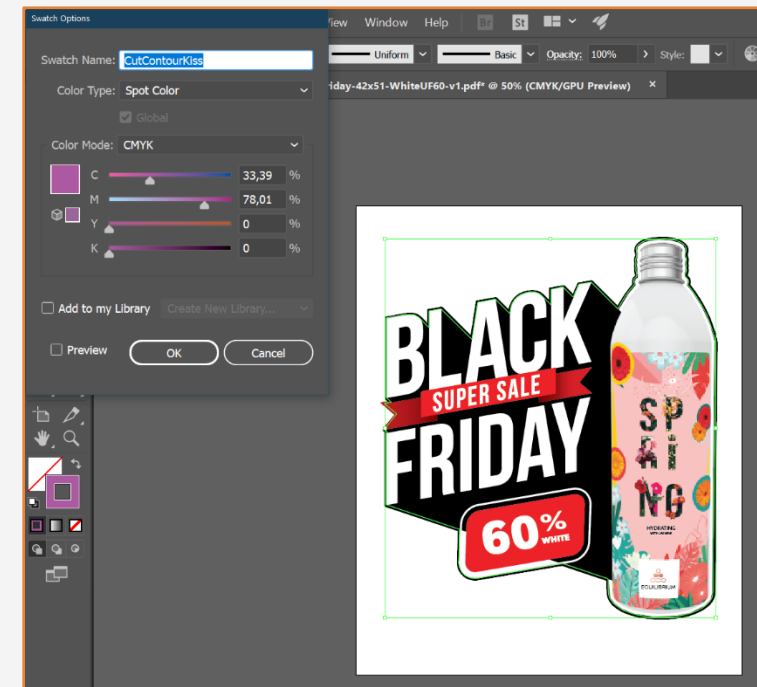 Swatch Options
View Window Help Br St
Swatch Name: CutContourKiss
Uniform Basic Opacity: 100% Style:
Color Type: Spot Color
Global
iday-42x51-WhiteUF60-v1.pdf* @ 50% (CMYK/GPU Preview) ×
Color Mode: CMYK
C 33,39 %
M 78,01 %
Y 0 %
K 0 %
Add to my Library Create New Library...
Preview OK Cancel
BLACK
SUPER SALE
FRIDAY
60%
WHITE
SP
Ri
NG
HYDRATING
EQUILIBRIUM